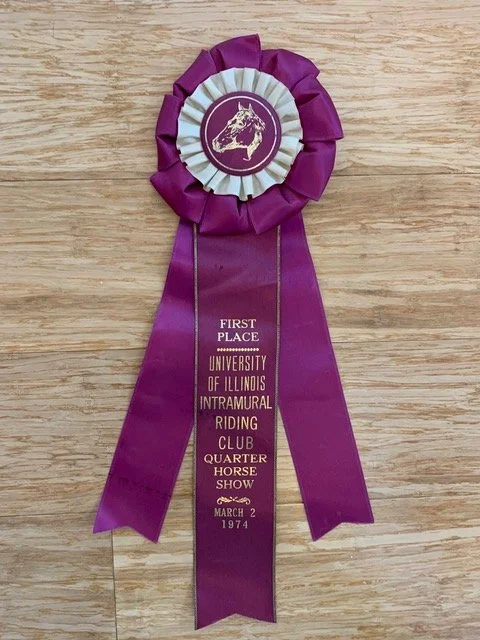 FIRST
PLACE
UNIVERSITY
OF ILLINOIS
INTRAMURAL
RIDING
CLUB
QUARTER
HORSE
SHOW
MARCH 2
1974